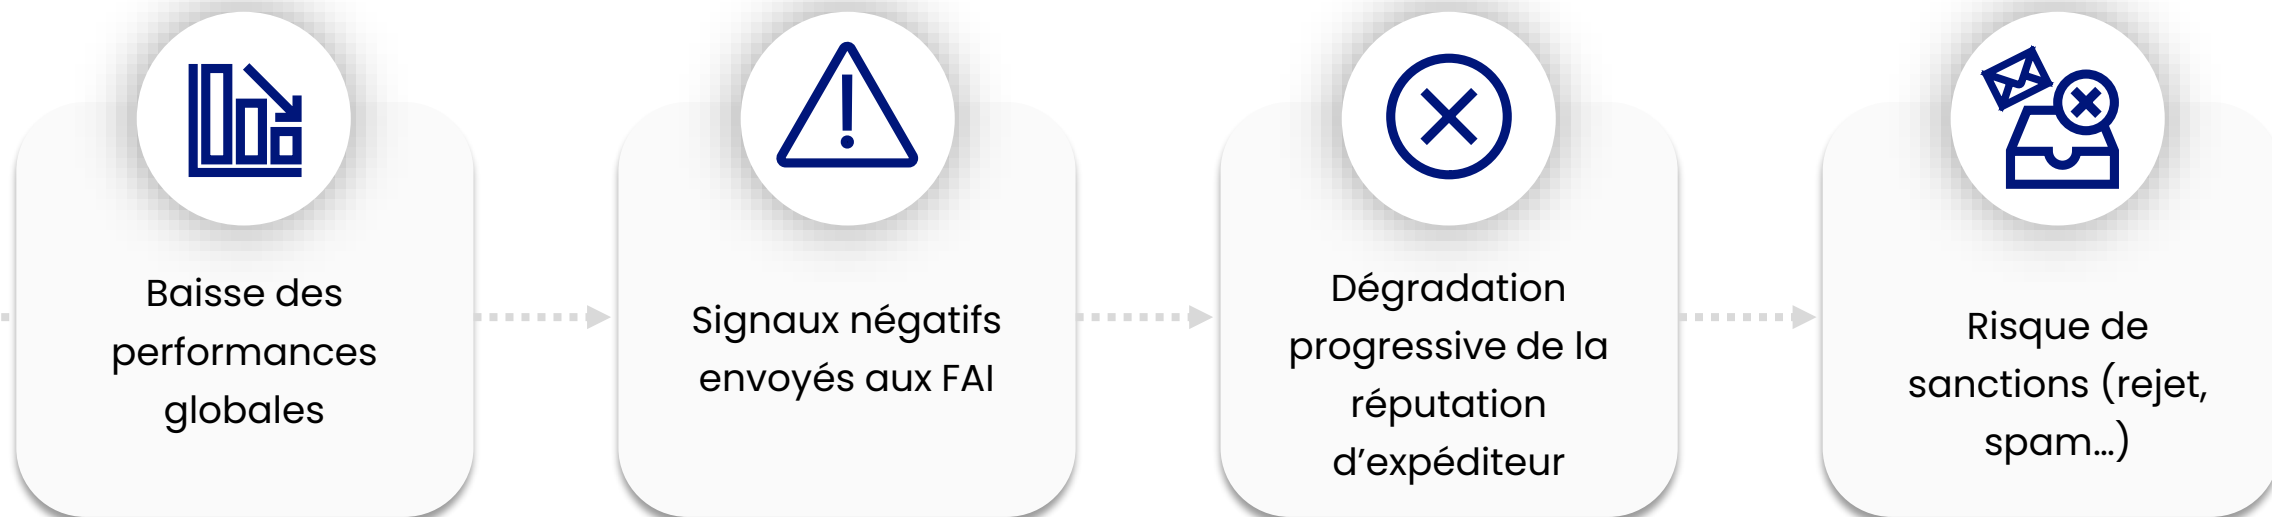 Baisse des
performances
globales
Signaux négatifs
envoyés aux FAI
Dégradation
progressive de la
réputation
d’expéditeur
Risque de
sanctions (rejet,
spam…)